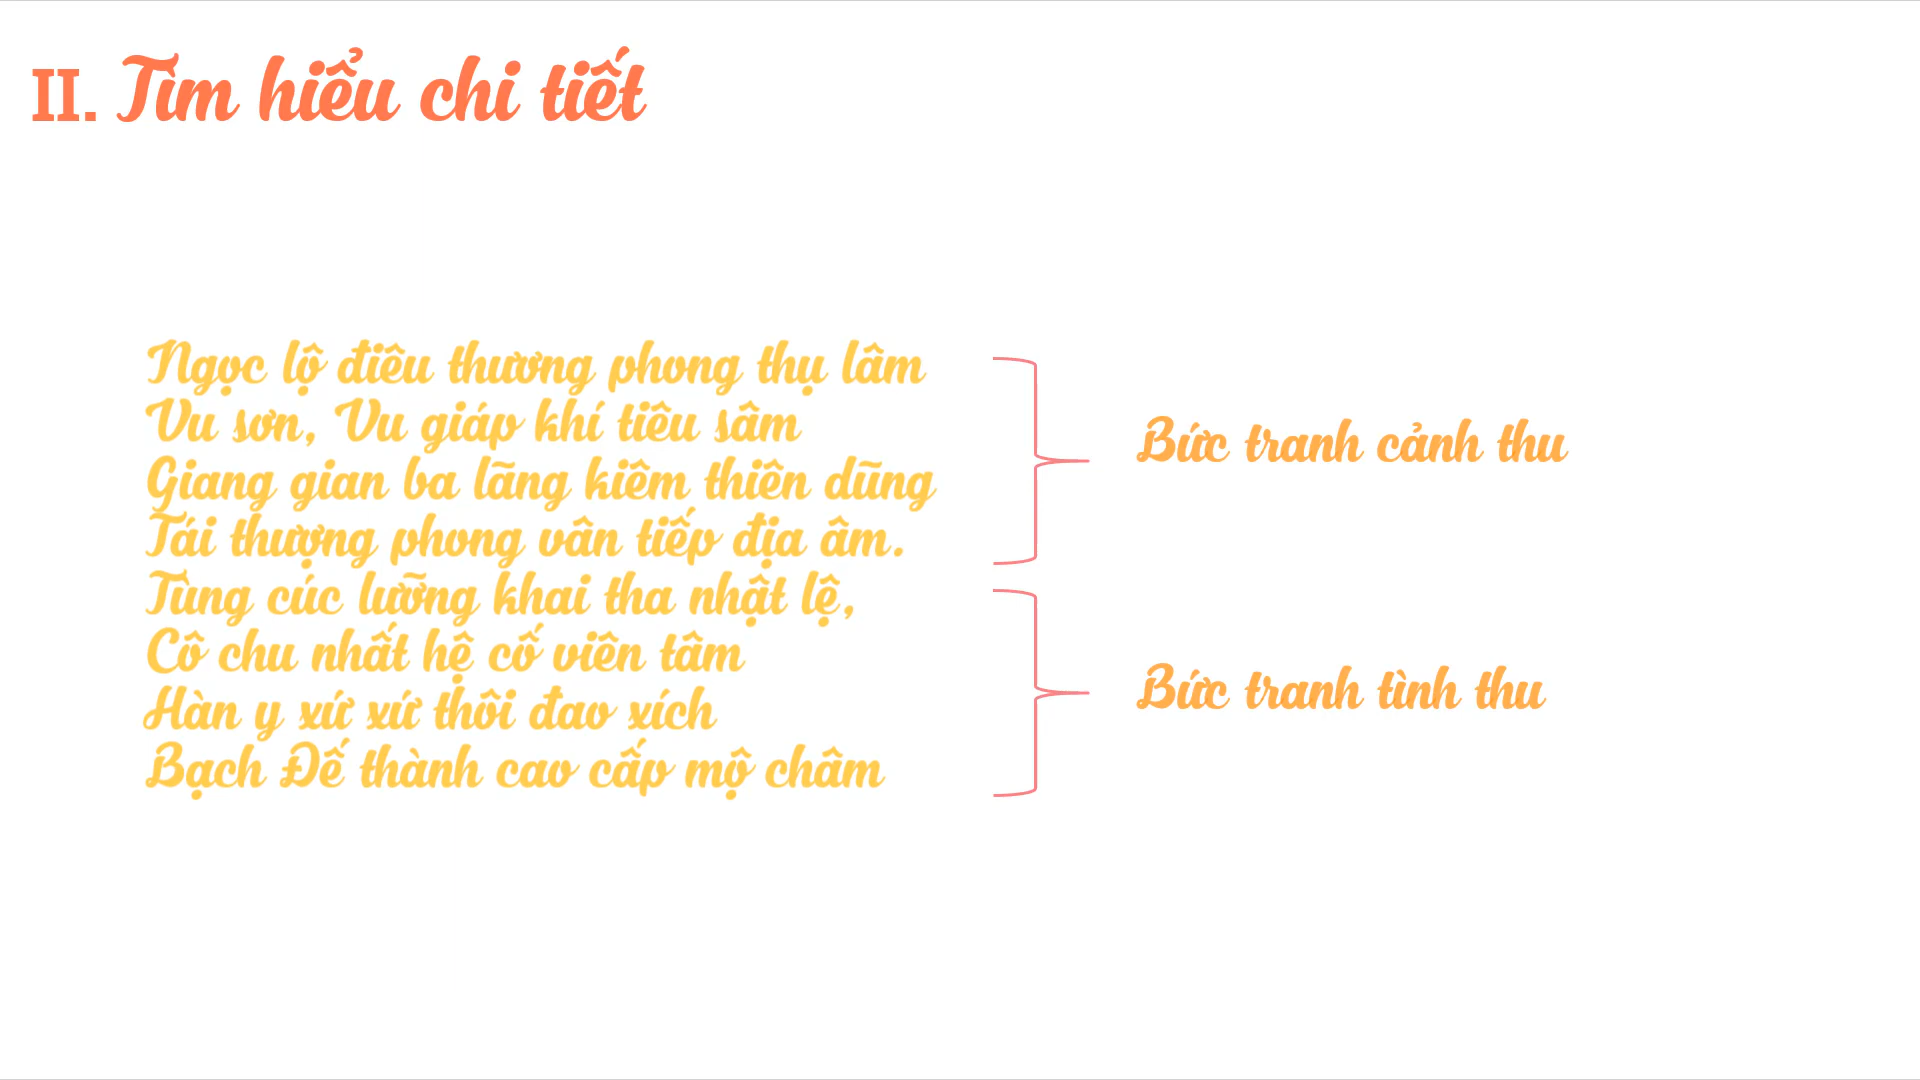 II. Tìm hiểu chi tiết
Ngọc lộ điêu thương phong thụ lâm
Vu sơn, Vu giáp khí tiêu sâm
Giang gian ba lãng kiêm thiên dũng
Tái thượng phong vân tiếp địa âm.
Tùng cúc lưỡng khai tha nhật lệ,
Cô chu nhất hệ cố viên tâm
Hàn y xứ xứ thôi đao xích
Bạch Đế thành cao cấp mộ châm
Bức tranh cảnh thu
Bức tranh tình thu